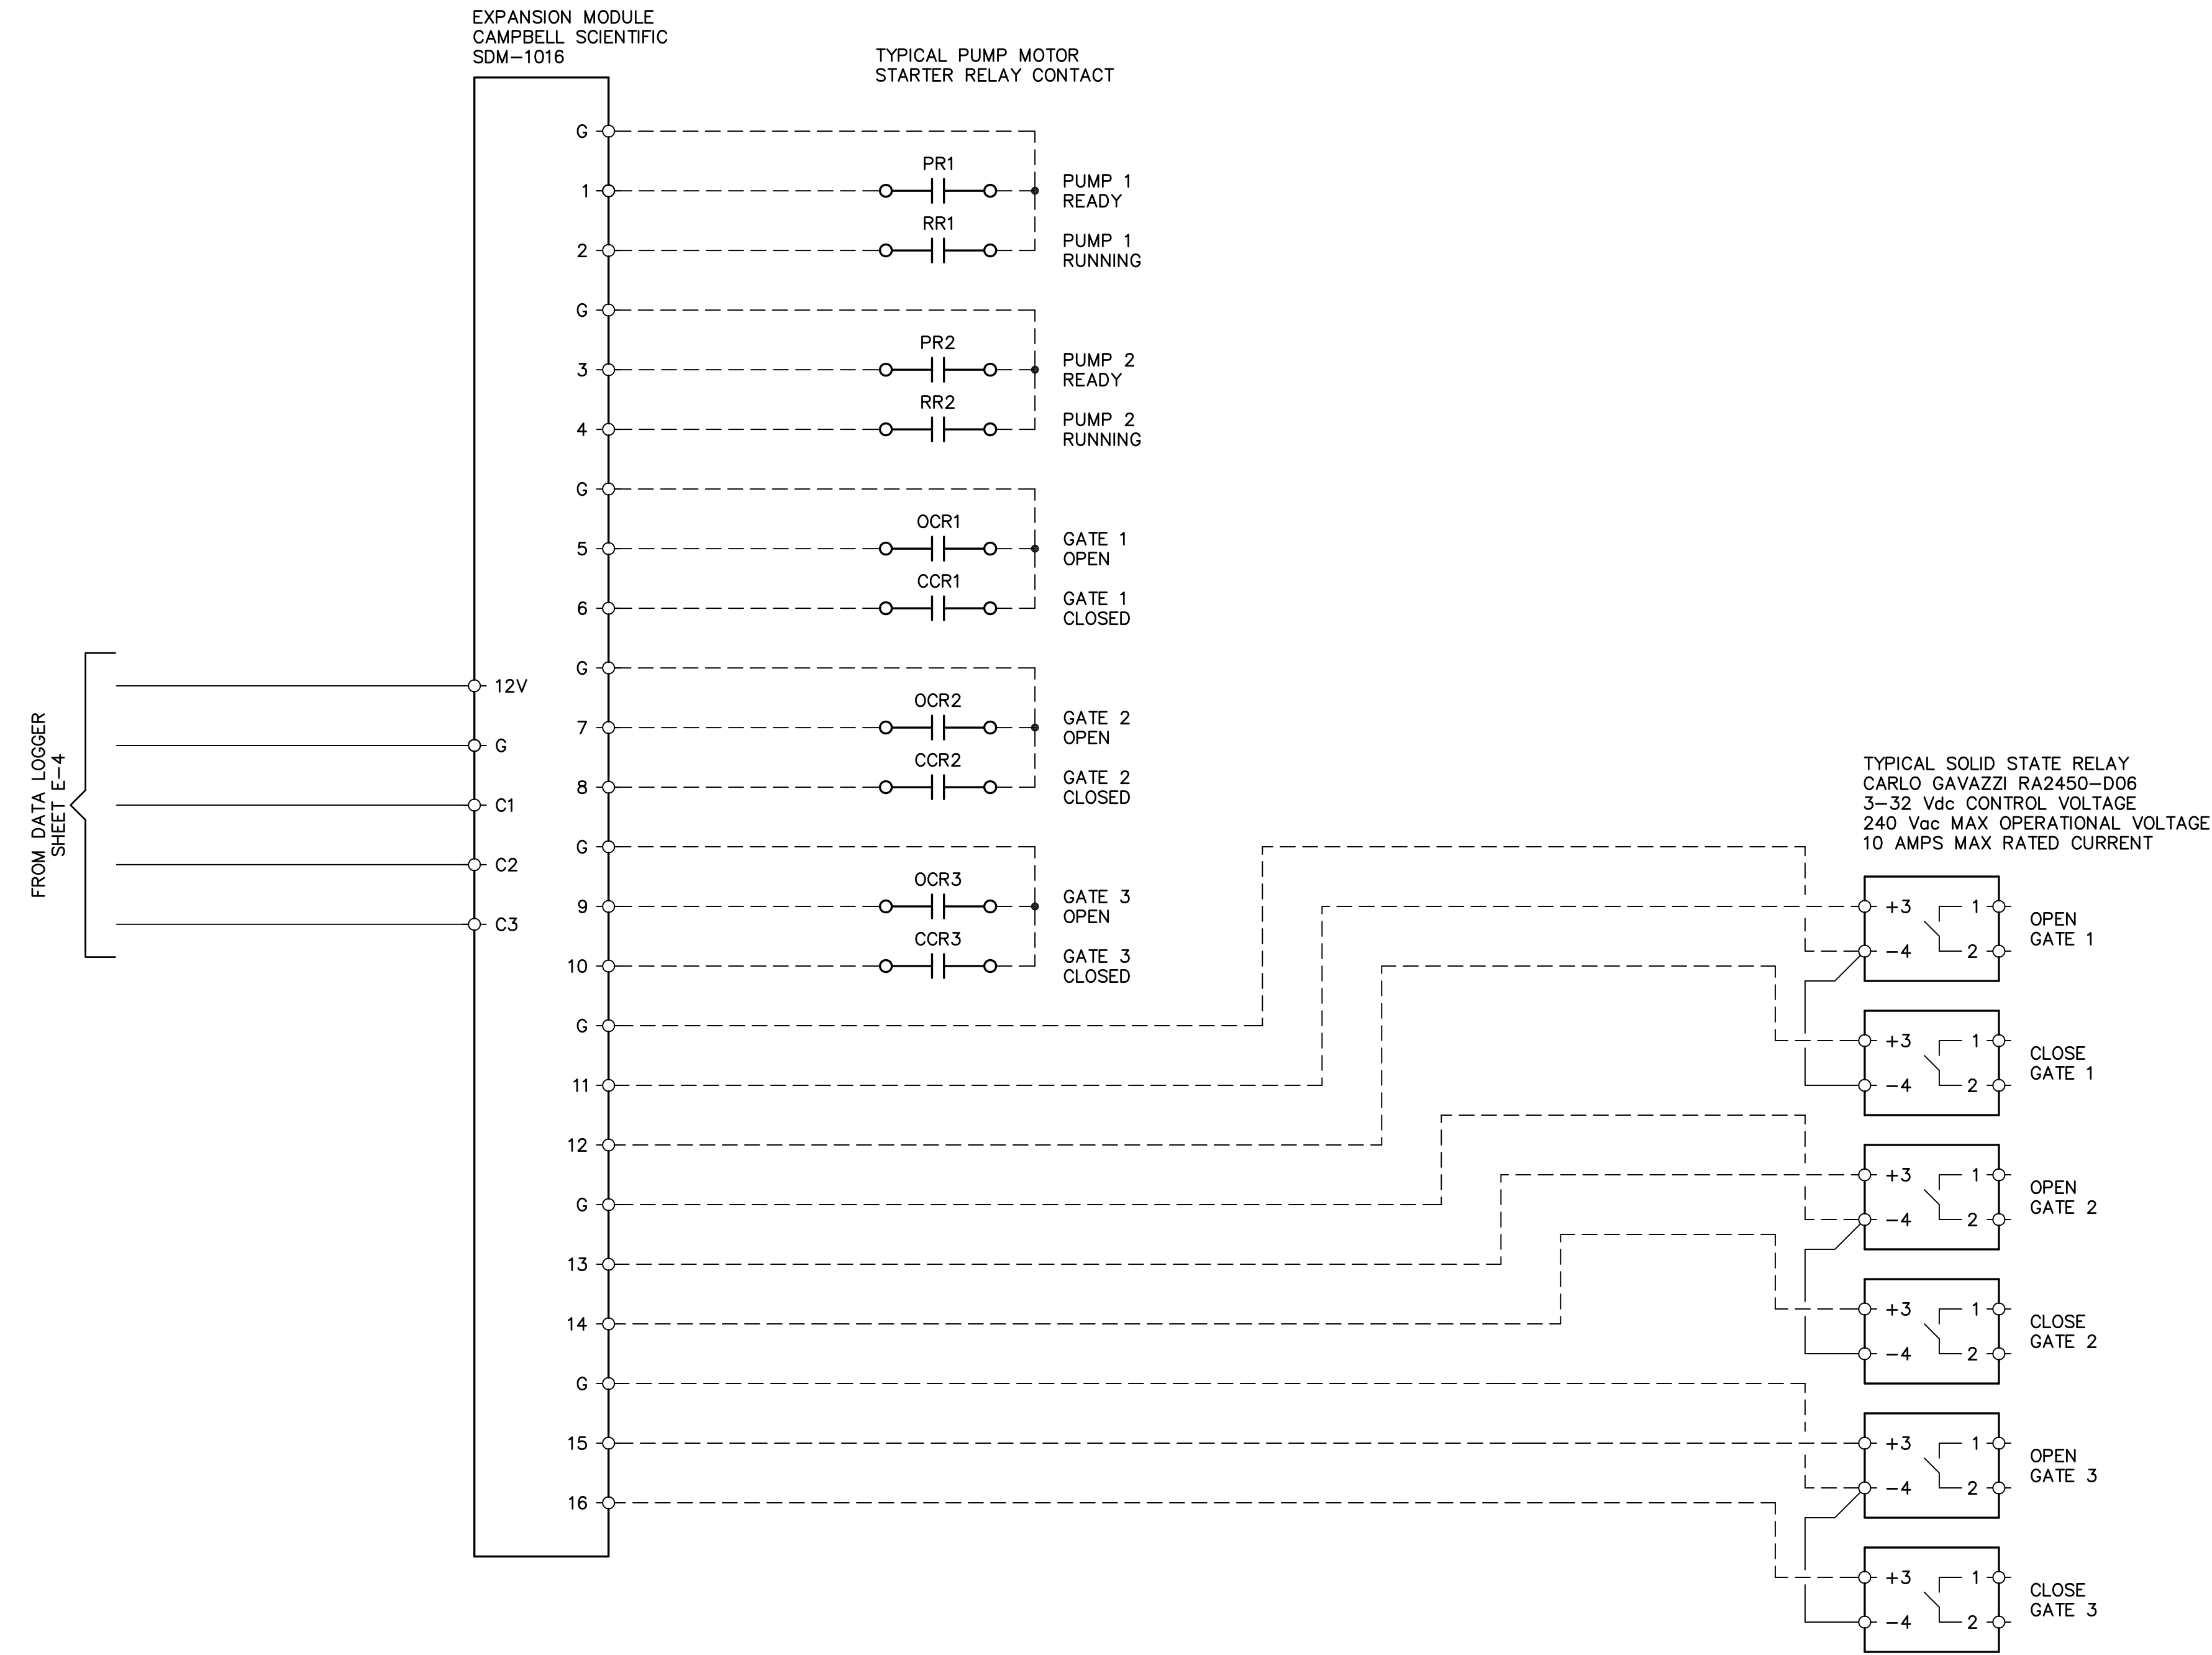 EXPANSION MODULE
CAMPBELL SCIENTIFIC
SDM-1016
TYPICAL PUMP MOTOR
STARTER RELAY CONTACT
G
PR1
1
PUMP 1
READY
RR1
2
PUMP 1
RUNNING
G
PR2
3
PUMP 2
READY
RR2
4
PUMP 2
RUNNING
G
OCR1
5
GATE 1
OPEN
CCR1
6
GATE 1
CLOSED
G
OCR2
7
GATE 2
OPEN
CCR2
8
GATE 2
CLOSED
G
OCR3
9
GATE 3
OPEN
CCR3
10
GATE 3
CLOSED
G
11
12
G
13
14
G
15
16
FROM DATA LOGGER
SHEET E-4
12V
G
C1
C2
C3
TYPICAL SOLID STATE RELAY
CARLO GAVAZZI RA2450-D06
3-32 Vdc CONTROL VOLTAGE
240 Vac MAX OPERATIONAL VOLTAGE
10 AMPS MAX RATED CURRENT
+3 1
-4 2
OPEN
GATE 1
+3 1
-4 2
CLOSE
GATE 1
+3 1
-4 2
OPEN
GATE 2
+3 1
-4 2
CLOSE
GATE 2
+3 1
-4 2
OPEN
GATE 3
+3 1
-4 2
CLOSE
GATE 3